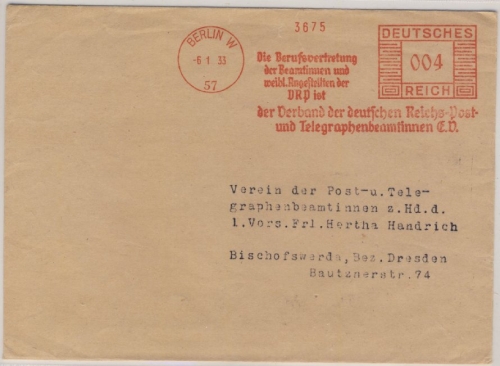 3675
BERLIN W
-6 1 33
57
DEUTSCHES
004
REICH
Die Berufsvertretung
der Beamtinnen und
weibl. Angestellten der
DRP ist
der Verband der deutschen Reichs-Post-
und Telegraphenbeamtinnen E.V.
Verein der Post-u.Tele-
graphenbeamtinnen z.Hd.d.
1.Vors.Frl.Hertha Handrich
Bischofswerda, Bez.Dresden
Bautznerstr.74